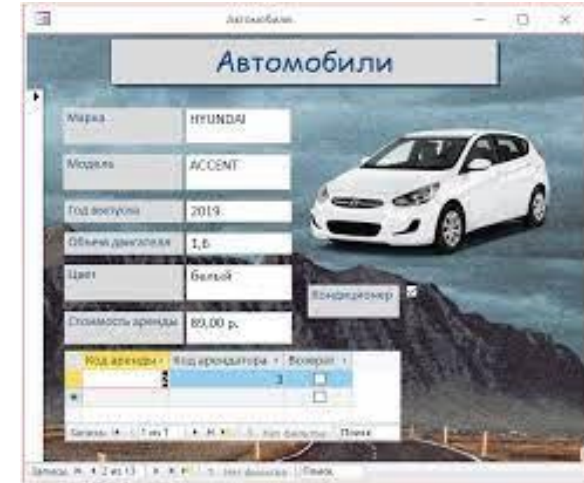 Автомобили
Автомобили
Марка HYUNDAI
Модель ACCENT
Год выпуска 2019
Объем двигателя 1,6
Цвет белый
Кондиционер
Стоимость аренды 89,00 р.
Код аренды Код арендатора Возврат
3
Запись: 1 из 1 Нет фильтра Поиск
Запись: 2 из 13 Нет фильтра Поиск